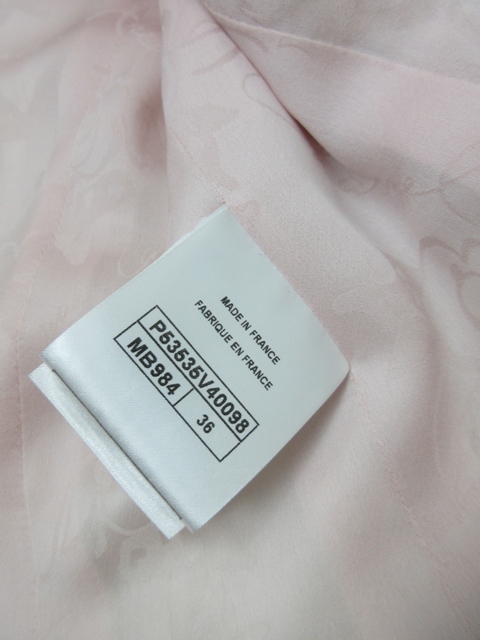 MADE IN FRANCE
FABRIQUE EN FRANCE
P53535V40098
MB984 36